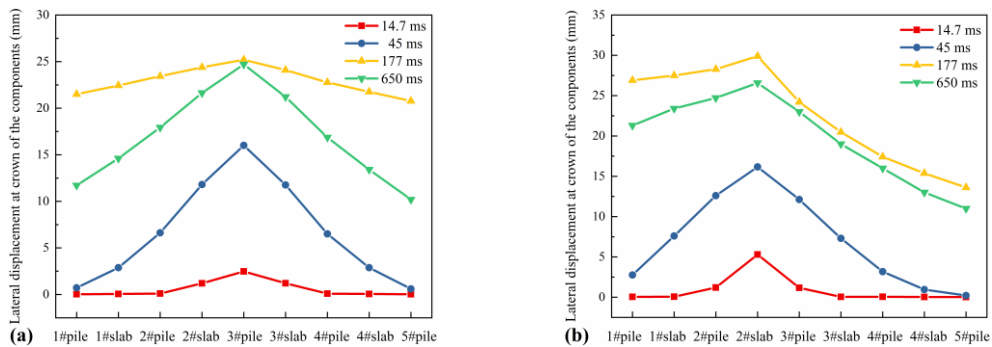 Lateral displacement at crown of the components (mm)
30
25
20
15
10
5
0
14.7 ms
45 ms
177 ms
650 ms
1#pile 1#slab 2#pile 2#slab 3#pile 3#slab 4#pile 4#slab 5#pile
(a)
Lateral displacement at crown of the components (mm)
35
30
25
20
15
10
5
0
14.7 ms
45 ms
177 ms
650 ms
1#pile 1#slab 2#pile 2#slab 3#pile 3#slab 4#pile 4#slab 5#pile
(b)